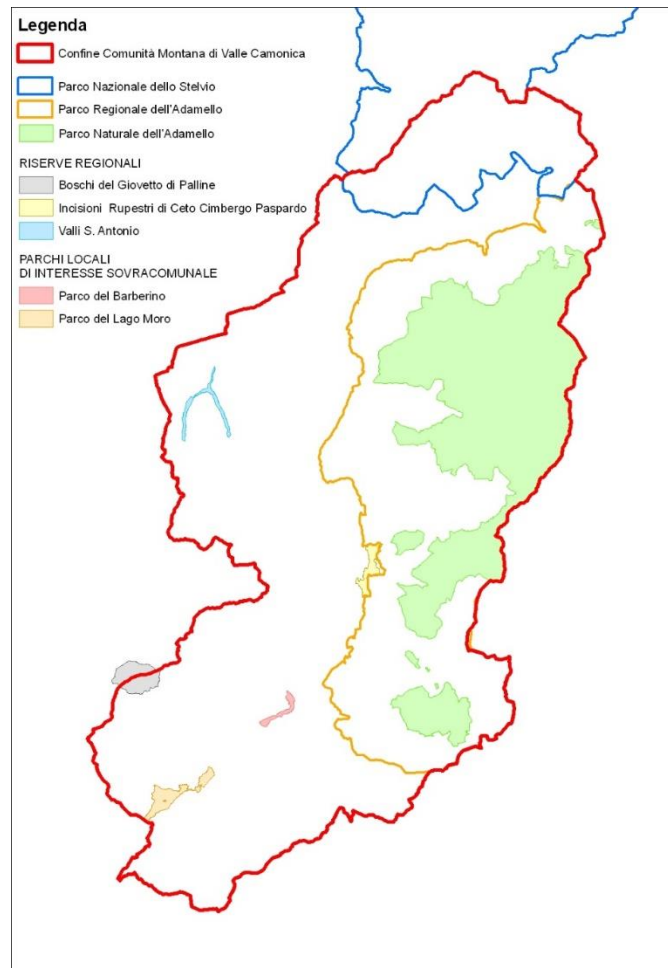 Legenda
Confine Comunità Montana di Valle Camonica
Parco Nazionale dello Stelvio
Parco Regionale dell'Adamello
Parco Naturale dell'Adamello
RISERVE REGIONALI
Boschi del Giovetto di Palline
Incisioni Rupestri di Ceto Cimbergo Paspardo
Valli S. Antonio
PARCHI LOCALI
DI INTERESSE SOVRACOMUNALE
Parco del Barberino
Parco del Lago Moro